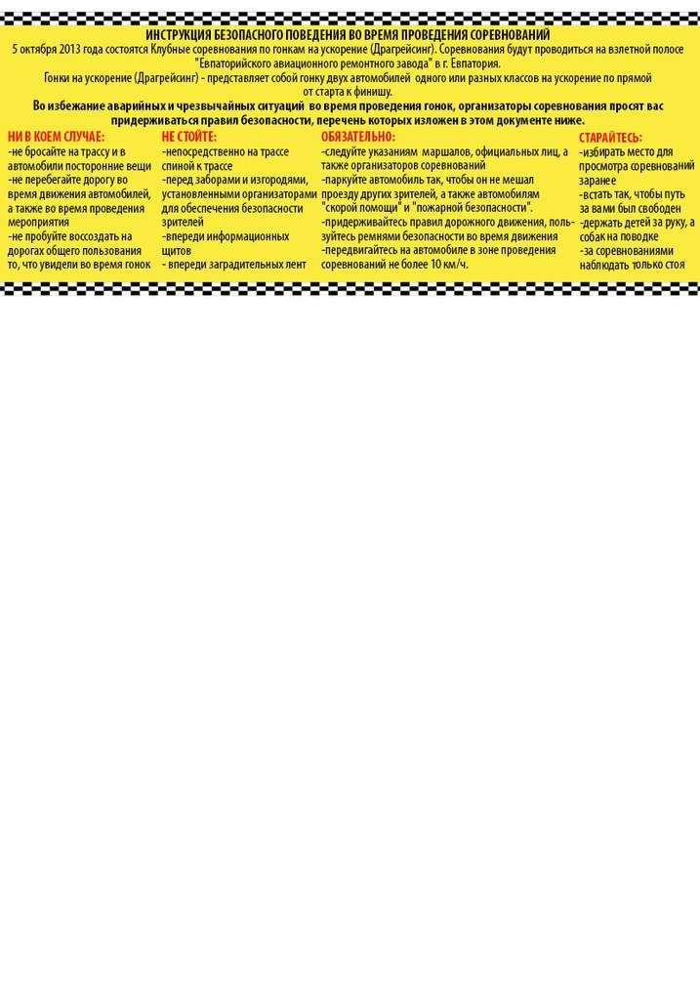 ИНСТРУКЦИЯ БЕЗОПАСНОГО ПОВЕДЕНИЯ ВО ВРЕМЯ ПРОВЕДЕНИЯ СОРЕВНОВАНИЙ
5 октября 2013 года состоятся Клубные соревнования по гонкам на ускорение (Драгрейсинг). Соревнования будут проводиться на взлетной полосе
"Евпаторийского авиационного ремонтного завода" в г. Евпатория.
Гонки на ускорение (Драгрейсинг) - представляет собой гонку двух автомобилей одного или разных классов на ускорение по прямой
от старта к финишу.
Во избежание аварийных и чрезвычайных ситуаций во время проведения гонок, организаторы соревнования просят вас
придерживаться правил безопасности, перечень которых изложен в этом документе ниже.
НИ В КОЕМ СЛУЧАЕ:
-не бросайте на трассу и в
автомобили посторонние вещи
-не перебегайте дорогу во
время движения автомобилей,
а также во время проведения
мероприятия
-не пробуйте воссоздать на
дорогах общего пользования
то, что увидели во время гонок
НЕ СТОЙТЕ:
-непосредственно на трассе
спиной к трассе
-перед заборами и изгородями,
установленными организаторами
для обеспечения безопасности
зрителей
-впереди информационных
щитов
- впереди заградительных лент
ОБЯЗАТЕЛЬНО:
-следуйте указаниям маршалов, официальных лиц, а
также организаторов соревнований
-паркуйте автомобиль так, чтобы он не мешал
проезду других зрителей, а также автомобилям
"скорой помощи" и "пожарной безопасности".
-придерживайтесь правил дорожного движения, поль-
зуйтесь ремнями безопасности во время движения
-передвигайтесь на автомобиле в зоне проведения
соревнований не более 10 км/ч.
СТАРАЙТЕСЬ:
-избирать место для
просмотра соревнований
заранее
-встать так, чтобы путь
за вами был свободен
-держать детей за руку, а
собак на поводке
-за соревнованиями
наблюдать только стоя